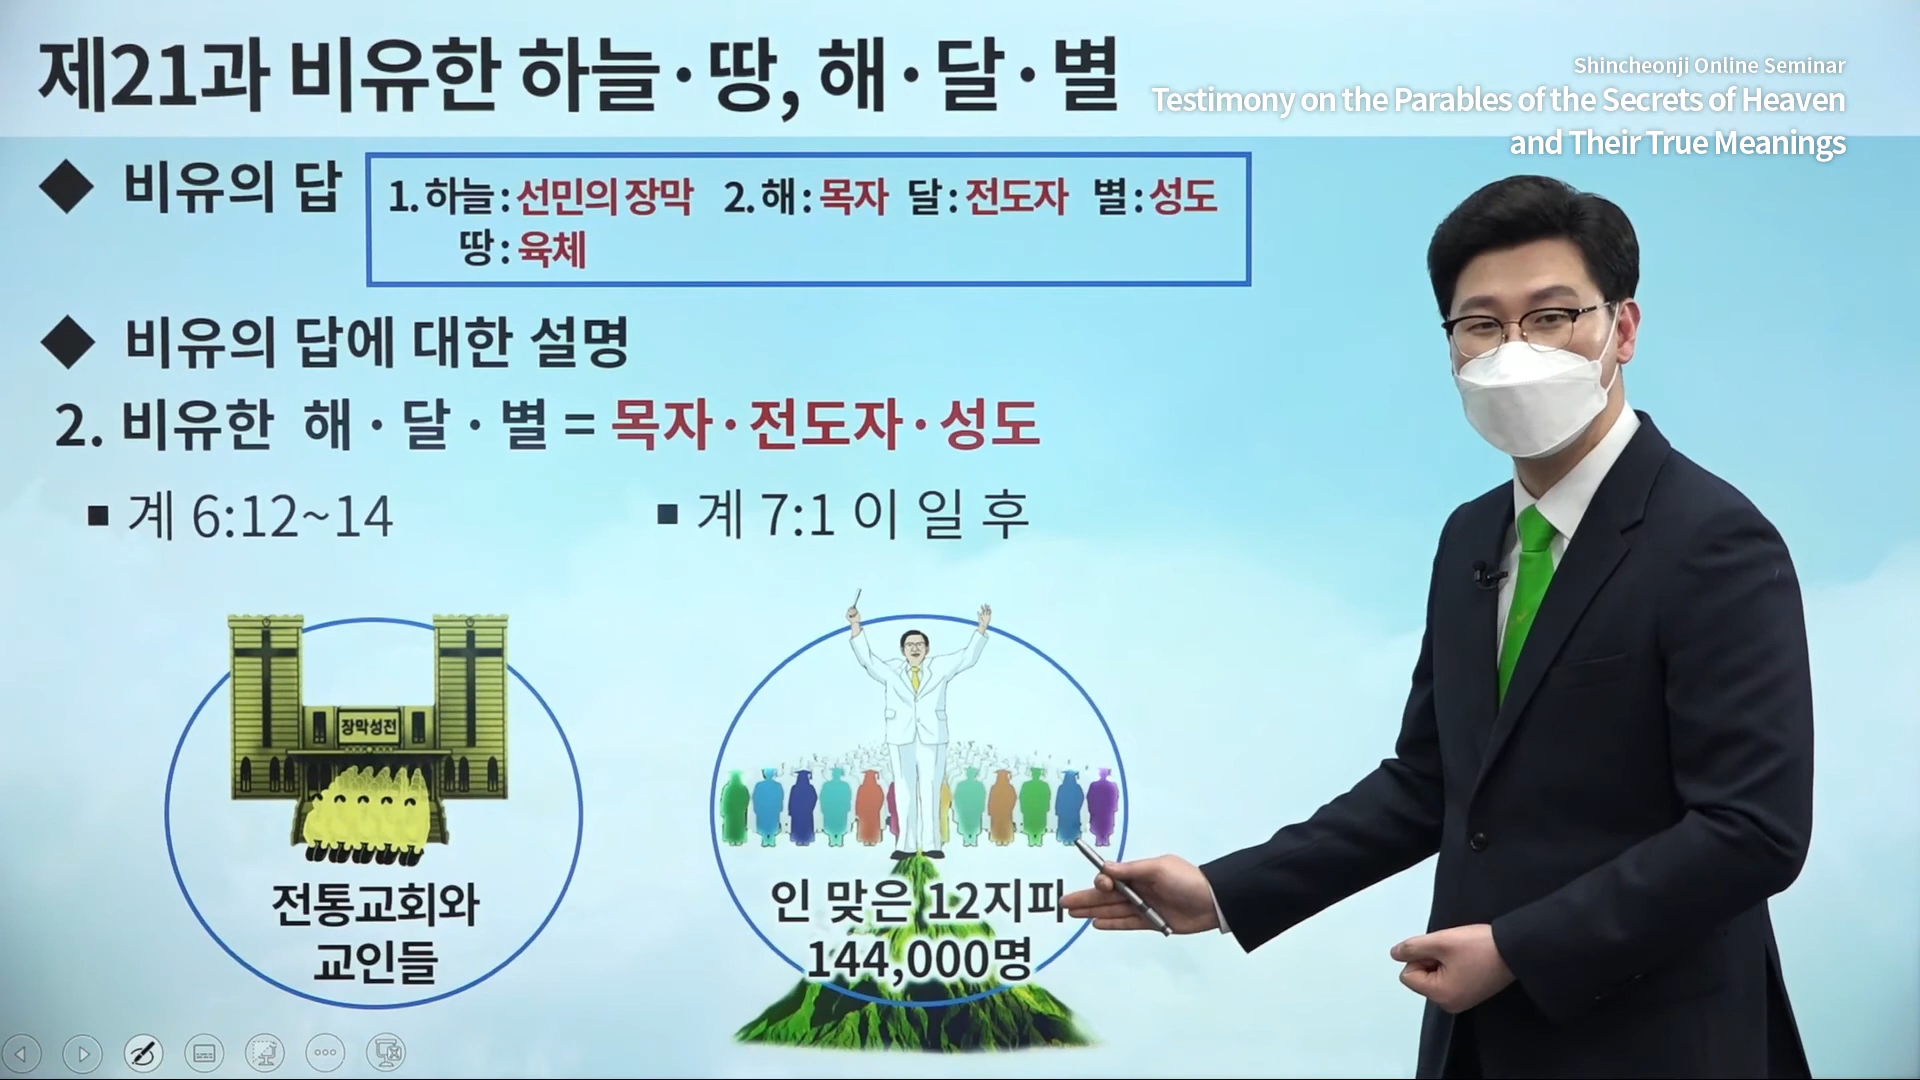 제21과 비유한 하늘·땅, 해·달·별
Shincheonji Online Seminar
Testimony on the Parables of the Secrets of Heaven
and Their True Meanings
◆ 비유의 답
1. 하늘 : 선민의 장막 2. 해 : 목자 달 : 전도자 별 : 성도
땅 : 육체
◆ 비유의 답에 대한 설명
2. 비유한 해·달·별 = 목자·전도자·성도
▪ 계 6:12~14
▪ 계 7:1 이 일 후
장막성전
전통교회와
교인들
인 맞은 12지파
144,000명